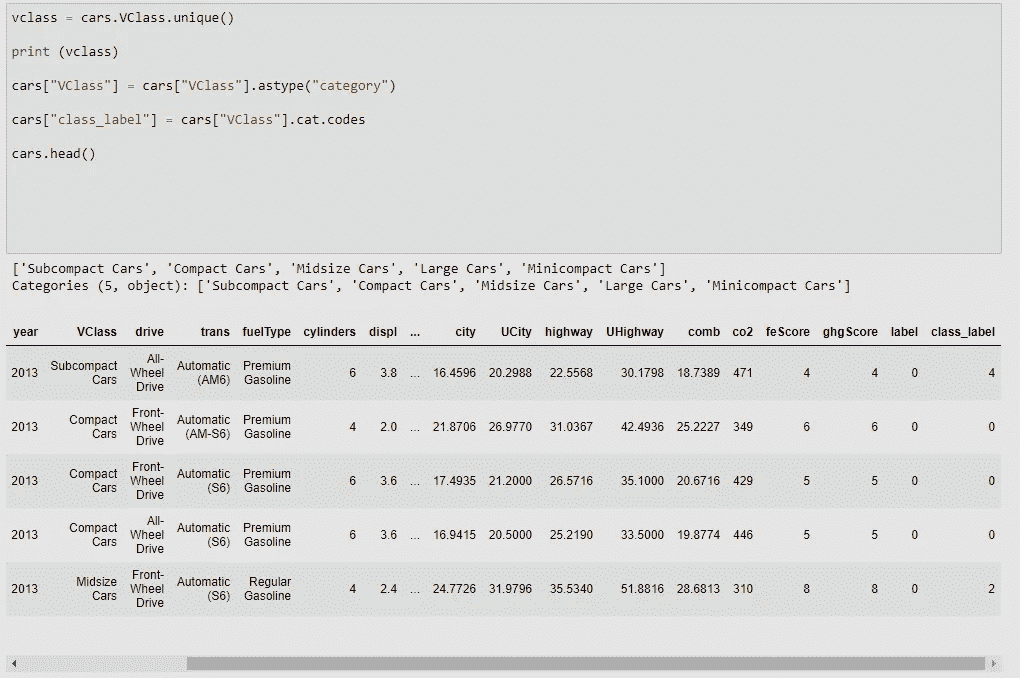 vclass = cars.VClass.unique()
print (vclass)
cars["VClass"] = cars["VClass"].astype("category")
cars["class_label"] = cars["VClass"].cat.codes
cars.head()
['Subcompact Cars', 'Compact Cars', 'Midsize Cars', 'Large Cars', 'Minicompact Cars']
Categories (5, object): ['Subcompact Cars', 'Compact Cars', 'Midsize Cars', 'Large Cars', 'Minicompact Cars']
year VClass drive trans fuelType cylinders displ ... city UCity highway UHighway comb co2 feScore ghgScore label class_label
2013 Subcompact Cars All-Wheel Drive Automatic (AM6) Premium Gasoline 6 3.8 ... 16.4596 20.2988 22.5568 30.1798 18.7389 471 4 4 0 4
2013 Compact Cars Front-Wheel Drive Automatic (AM-S6) Premium Gasoline 4 2.0 ... 21.8706 26.9770 31.0367 42.4936 25.2227 349 6 6 0 0
2013 Compact Cars Front-Wheel Drive Automatic (S6) Premium Gasoline 6 3.6 ... 17.4935 21.2000 26.5716 35.1000 20.6716 429 5 5 0 0
2013 Compact Cars All-Wheel Drive Automatic (S6) Premium Gasoline 6 3.6 ... 16.9415 20.5000 25.2190 33.5000 19.8774 446 5 5 0 0
2013 Midsize Cars Front-Wheel Drive Automatic (S6) Regular Gasoline 4 2.4 ... 24.7726 31.9796 35.5340 51.8816 28.6813 310 8 8 0 2